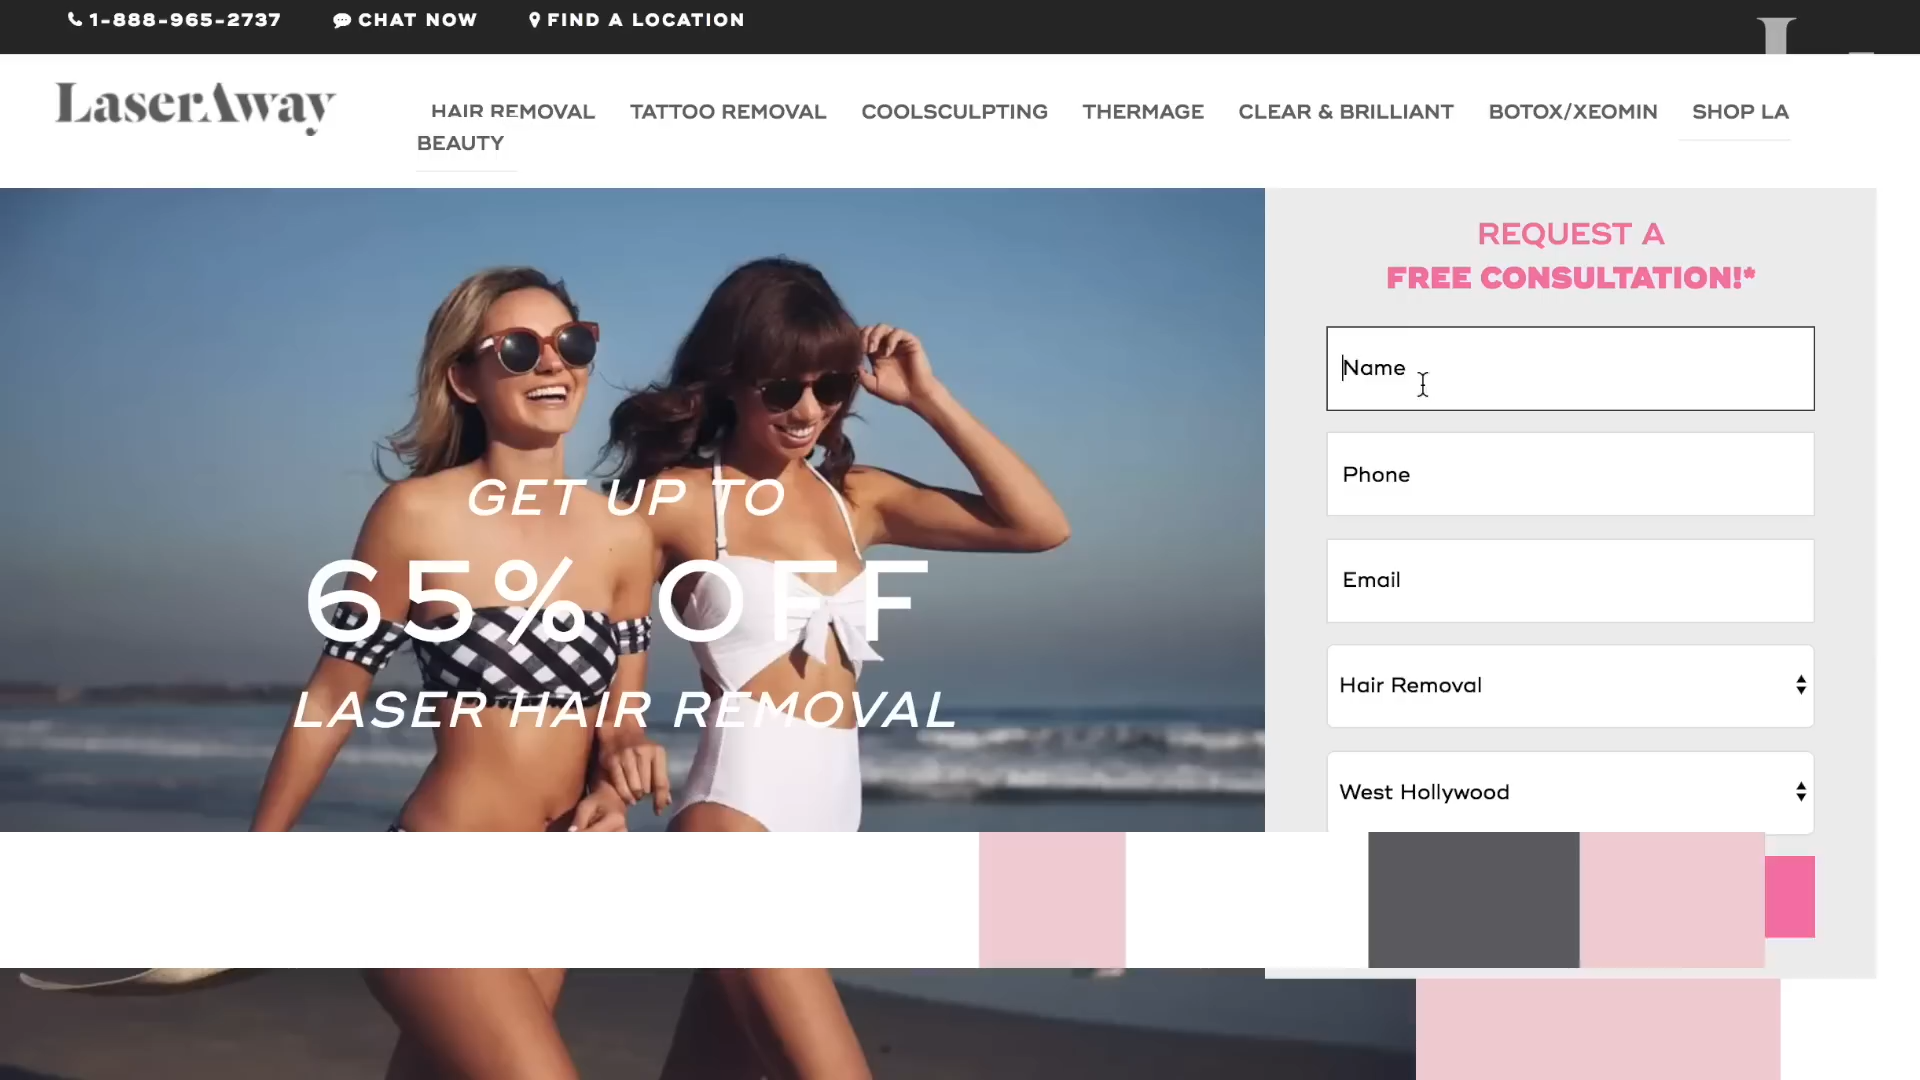 1-888-965-2737 CHAT NOW FIND A LOCATION
LaserAway
HAIR REMOVAL TATTOO REMOVAL COOLSCULPTING THERMAGE CLEAR & BRILLIANT BOTOX/XEOMIN SHOP LA
BEAUTY
REQUEST A
FREE CONSULTATION!*
Name
Phone
Email
Hair Removal
West Hollywood
GET UP TO
65% OFF
LASER HAIR REMOVAL